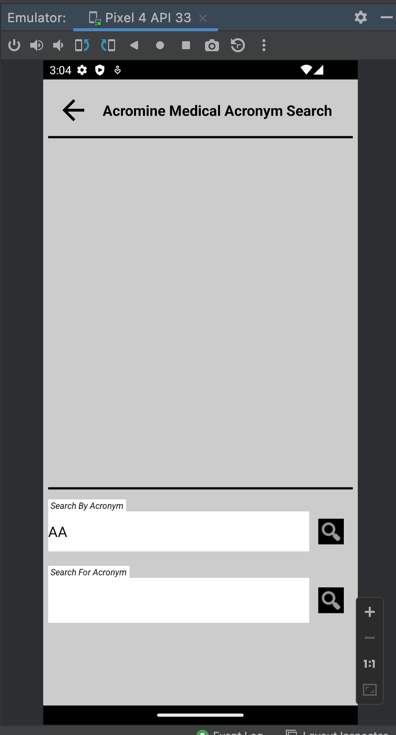 Emulator: Pixel 4 API 33
3:04
Acromine Medical Acronym Search
Search By Acronym
AA
Search For Acronym
1:1
Event Log Layout Inspector